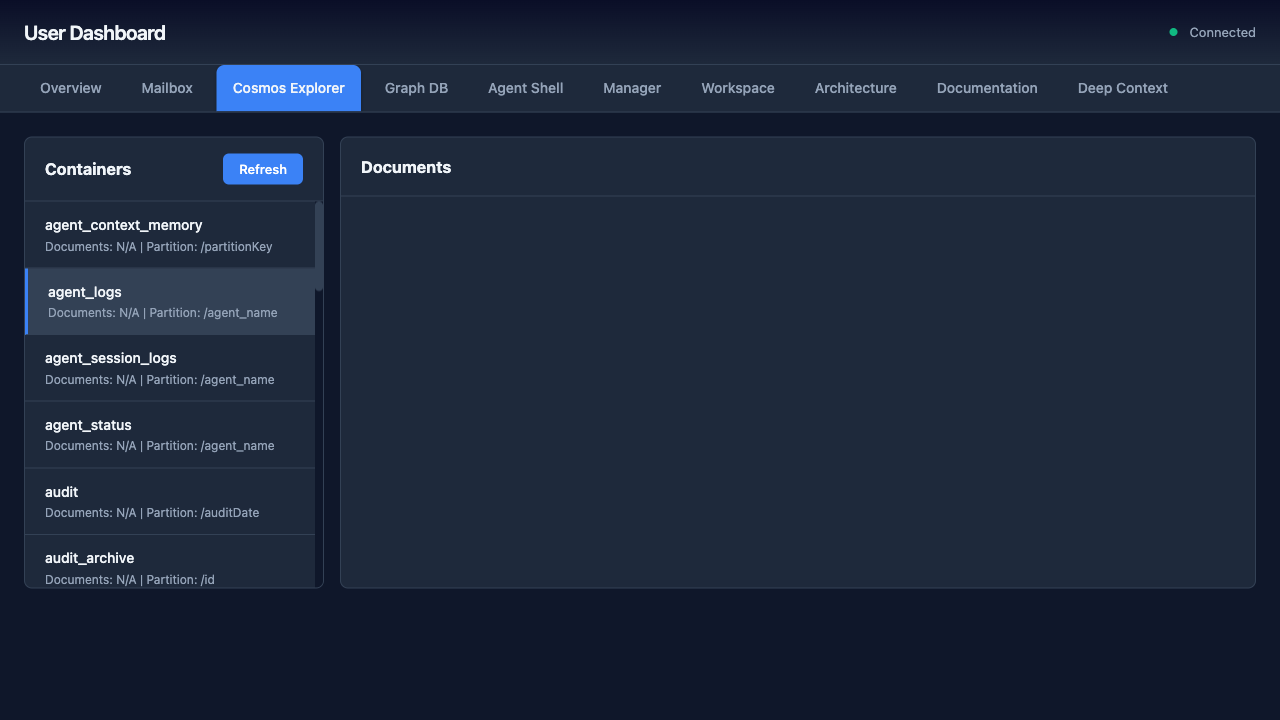 User Dashboard
Connected
Overview
Mailbox
Cosmos Explorer
Graph DB
Agent Shell
Manager
Workspace
Architecture
Documentation
Deep Context
Containers
Refresh
agent_context_memory
Documents: N/A | Partition: /partitionKey
agent_logs
Documents: N/A | Partition: /agent_name
agent_session_logs
Documents: N/A | Partition: /agent_name
agent_status
Documents: N/A | Partition: /agent_name
audit
Documents: N/A | Partition: /auditDate
audit_archive
Documents: N/A | Partition: /id
Documents